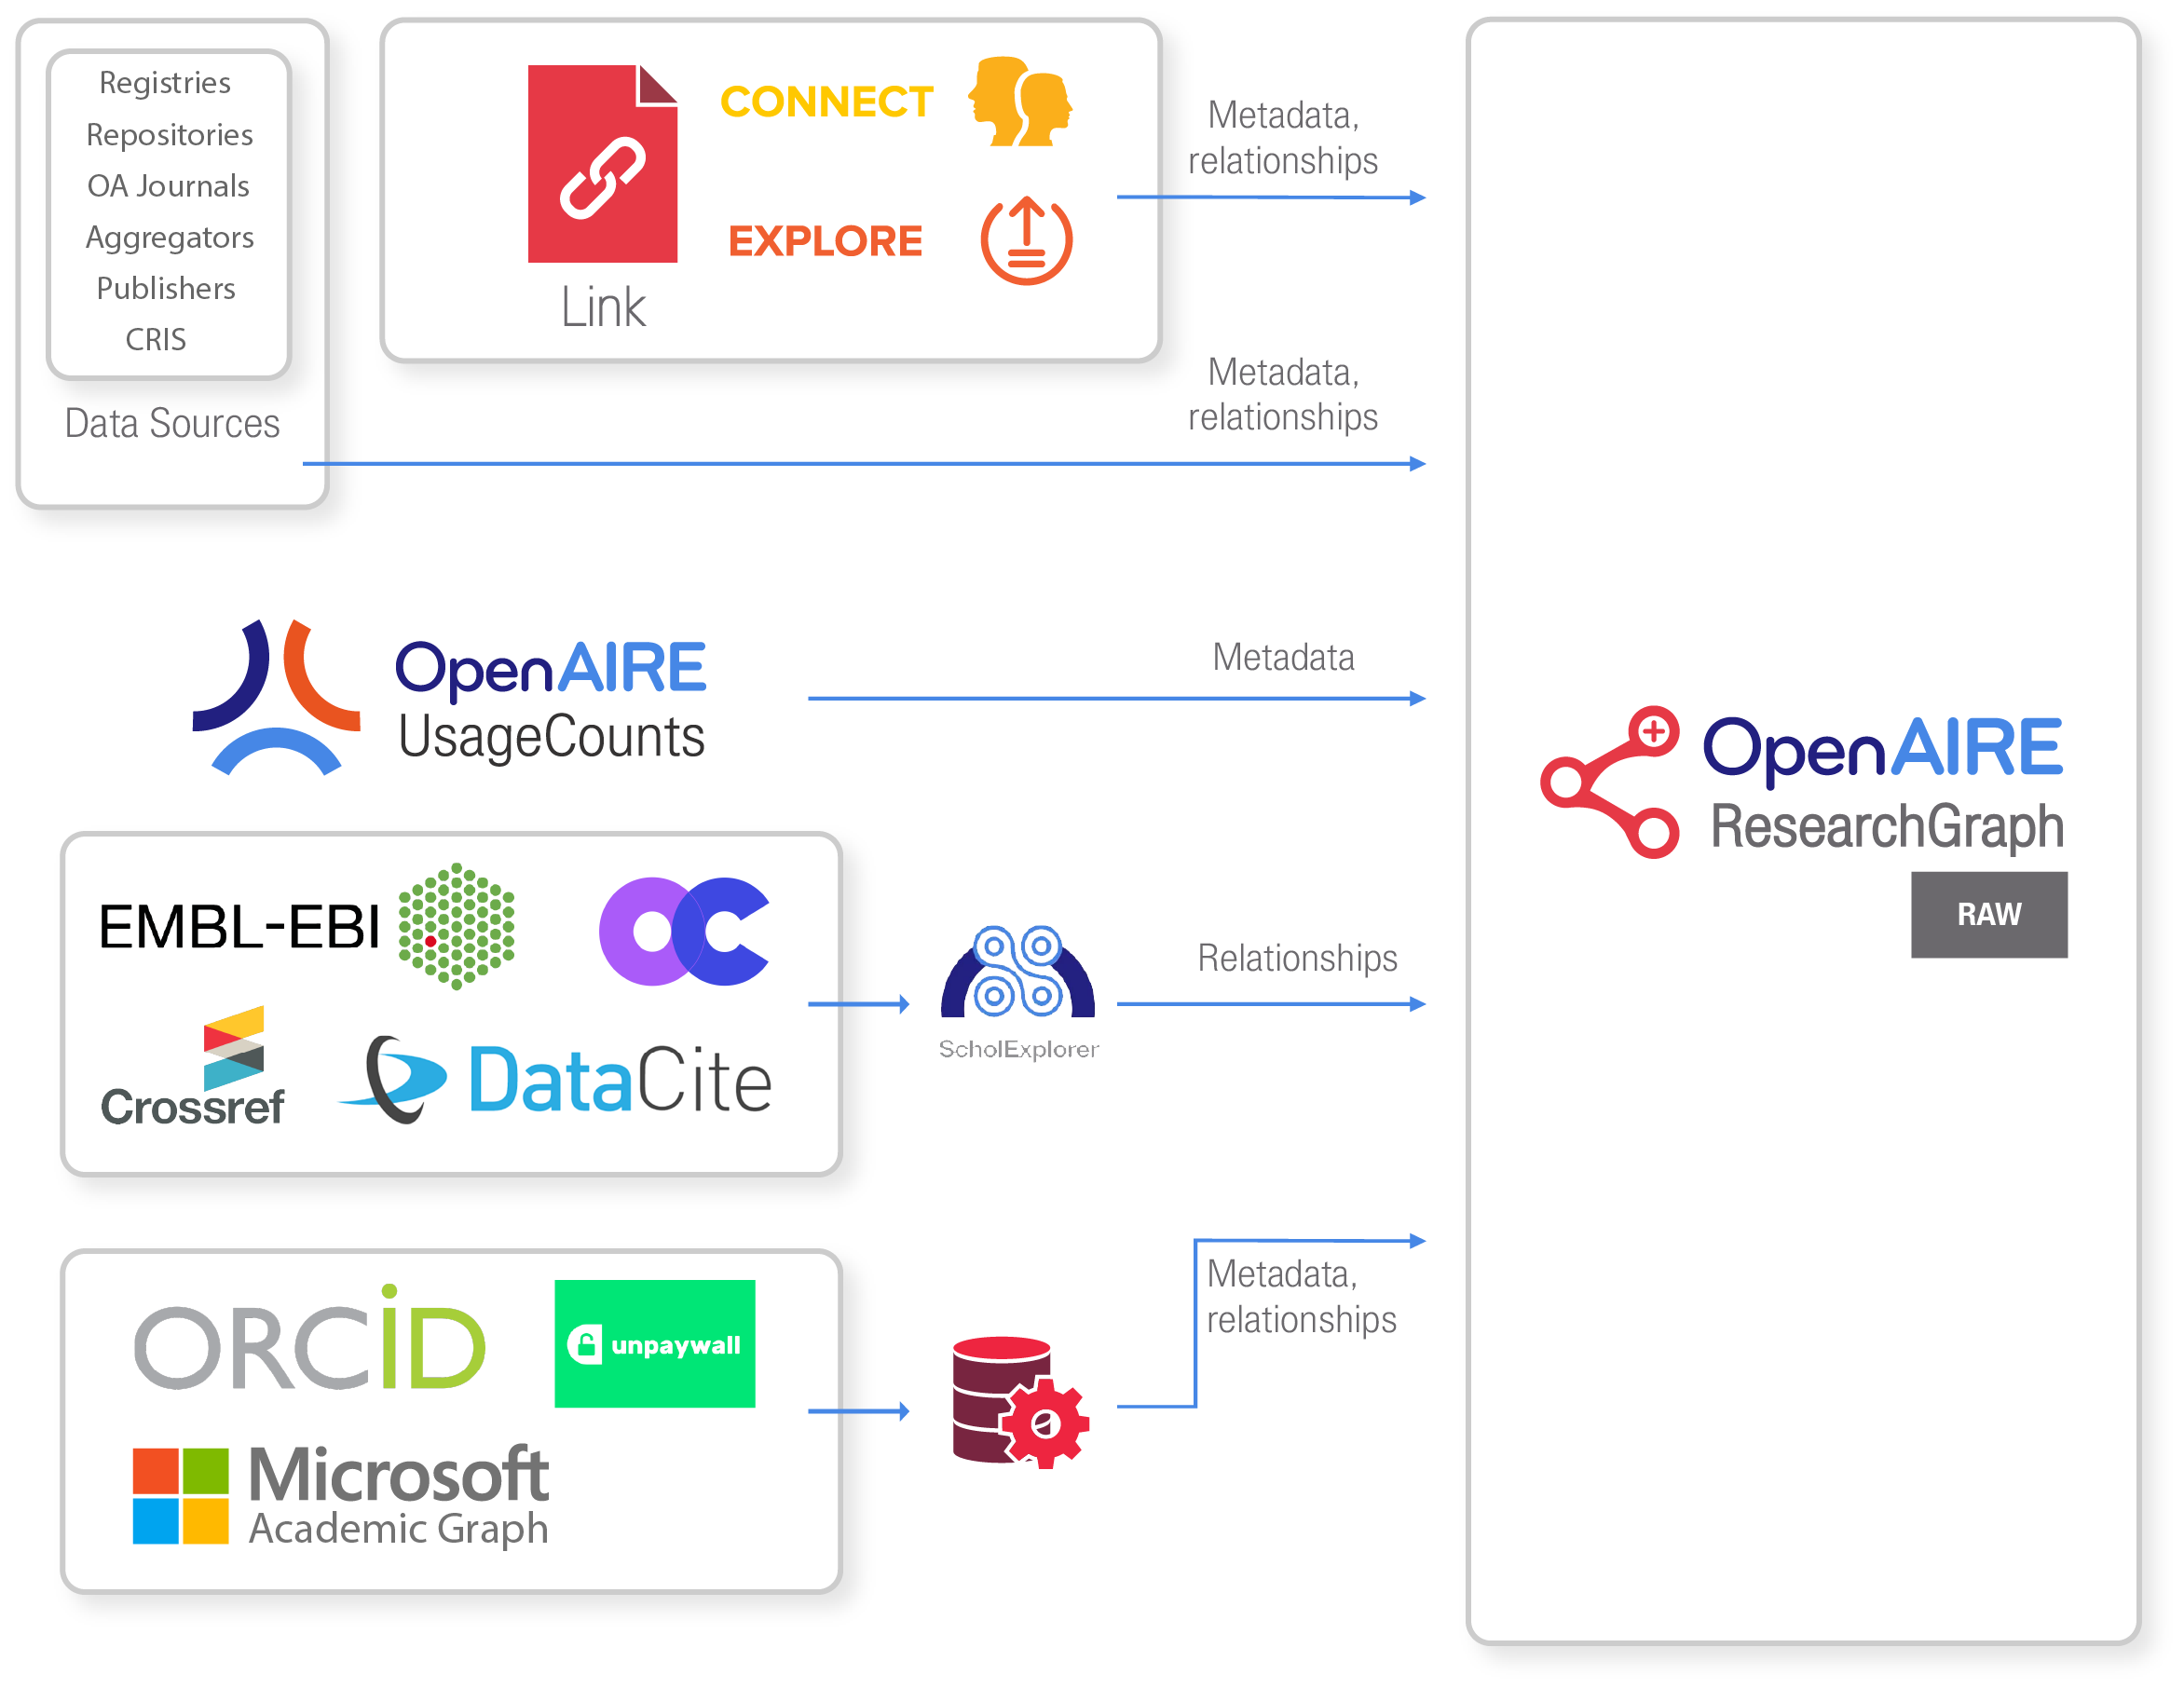 Registries
Repositories
OA Journals
Aggregators
Publishers
CRIS
Data Sources
Link
CONNECT
EXPLORE
Metadata,
relationships
Metadata,
relationships
OpenAIRE
UsageCounts
Metadata
EMBL-EBI
OC
Crossref
DataCite
ScholExplorer
Relationships
ORCiD
unpaywall
Microsoft
Academic Graph
Metadata,
relationships
OpenAIRE
ResearchGraph
RAW